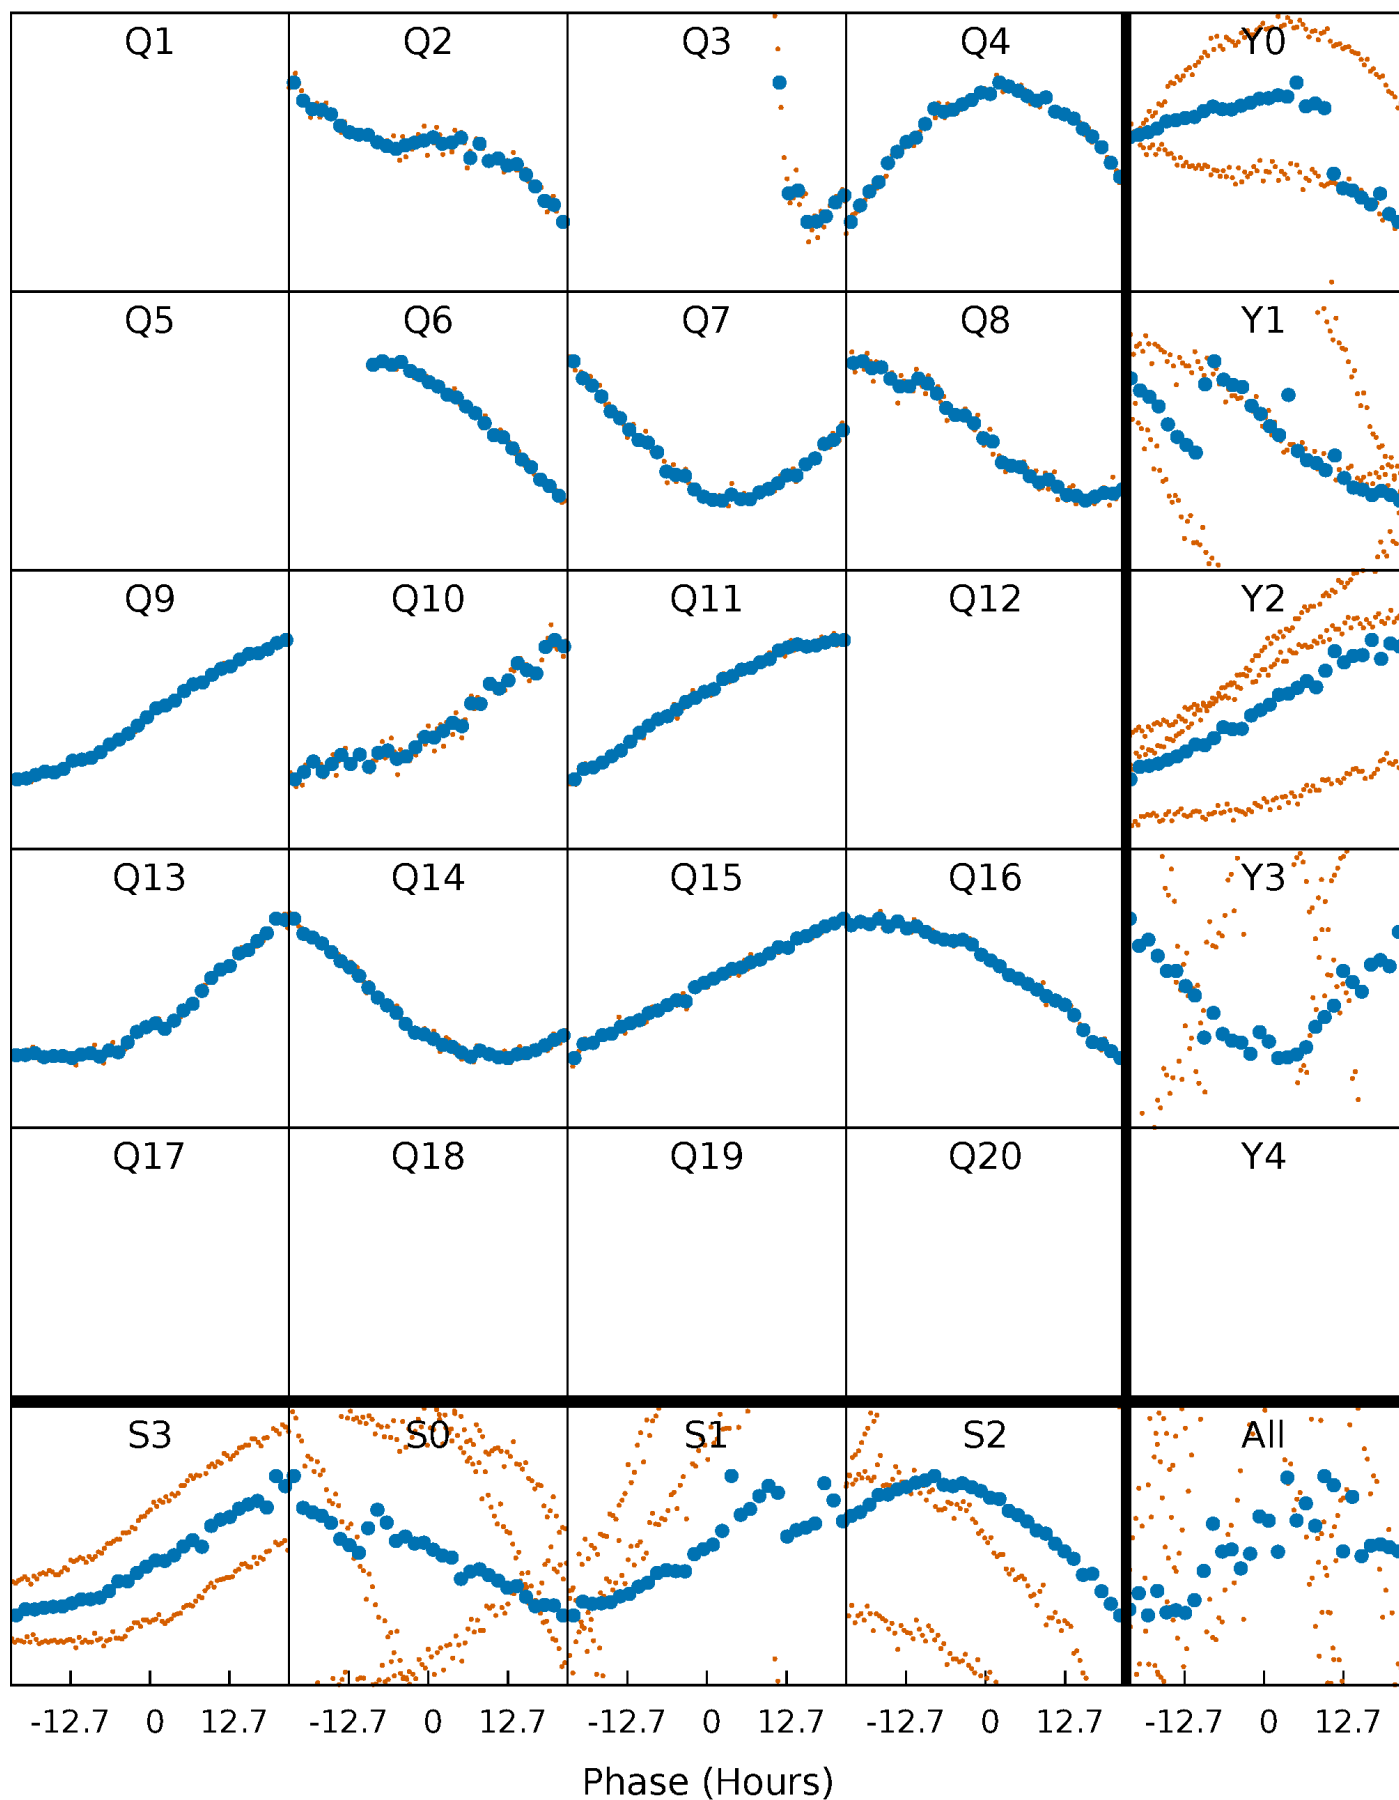 Q1 Q2 Q3 Q4 Y0
Q5 Q6 Q7 Q8 Y1
Q9 Q10 Q11 Q12 Y2
Q13 Q14 Q15 Q16 Y3
Q17 Q18 Q19 Q20 Y4
S3 S0 S1 S2 All
-12.7 0 12.7 -12.7 0 12.7 -12.7 0 12.7 -12.7 0 12.7 -12.7 0 12.7
Phase (Hours)